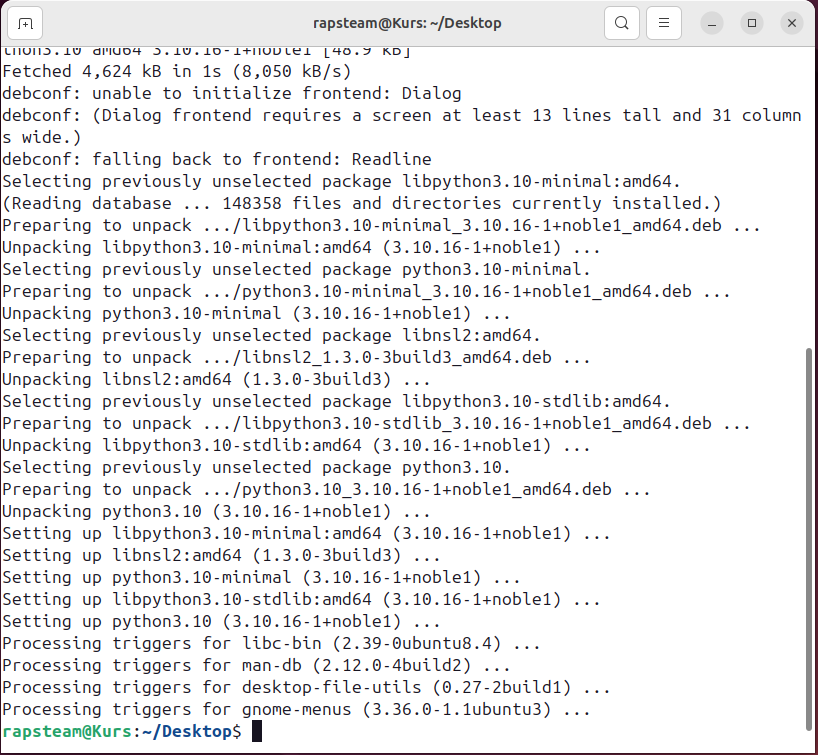 rapsteam@Kurs: ~/Desktop
thon3.10 amd64 3.10.16-1+noble1 [48.9 kB]
Fetched 4,624 kB in 1s (8,050 kB/s)
debconf: unable to initialize frontend: Dialog
debconf: (Dialog frontend requires a screen at least 13 lines tall and 31 column
s wide.)
debconf: falling back to frontend: Readline
Selecting previously unselected package libpython3.10-minimal:amd64.
(Reading database ... 148358 files and directories currently installed.)
Preparing to unpack .../libpython3.10-minimal_3.10.16-1+noble1_amd64.deb ...
Unpacking libpython3.10-minimal:amd64 (3.10.16-1+noble1) ...
Selecting previously unselected package python3.10-minimal.
Preparing to unpack .../python3.10-minimal_3.10.16-1+noble1_amd64.deb ...
Unpacking python3.10-minimal (3.10.16-1+noble1) ...
Selecting previously unselected package libnsl2:amd64.
Preparing to unpack .../libnsl2_1.3.0-3build3_amd64.deb ...
Unpacking libnsl2:amd64 (1.3.0-3build3) ...
Selecting previously unselected package libpython3.10-stdlib:amd64.
Preparing to unpack .../libpython3.10-stdlib_3.10.16-1+noble1_amd64.deb ...
Unpacking libpython3.10-stdlib:amd64 (3.10.16-1+noble1) ...
Selecting previously unselected package python3.10.
Preparing to unpack .../python3.10_3.10.16-1+noble1_amd64.deb ...
Unpacking python3.10 (3.10.16-1+noble1) ...
Setting up libpython3.10-minimal:amd64 (3.10.16-1+noble1) ...
Setting up libnsl2:amd64 (1.3.0-3build3) ...
Setting up python3.10-minimal (3.10.16-1+noble1) ...
Setting up libpython3.10-stdlib:amd64 (3.10.16-1+noble1) ...
Setting up python3.10 (3.10.16-1+noble1) ...
Processing triggers for libc-bin (2.39-0ubuntu8.4) ...
Processing triggers for man-db (2.12.0-4build2) ...
Processing triggers for desktop-file-utils (0.27-2build1) ...
Processing triggers for gnome-menus (3.36.0-1.1ubuntu3) ...
rapsteam@Kurs:~/Desktop$